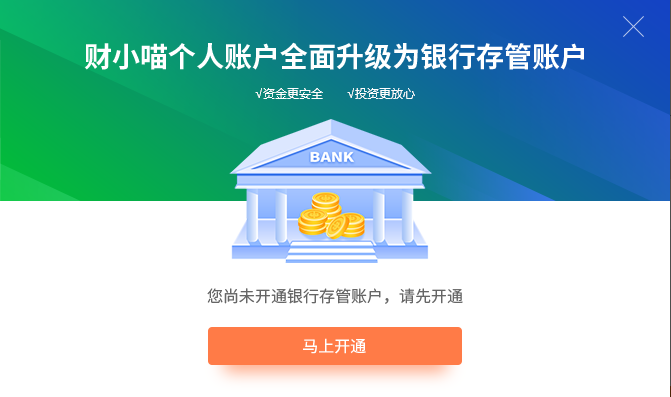 财小喵个人账户全面升级为银行存管账户
√资金更安全 √投资更放心
BANK
您尚未开通银行存管账户，请先开通
马上开通